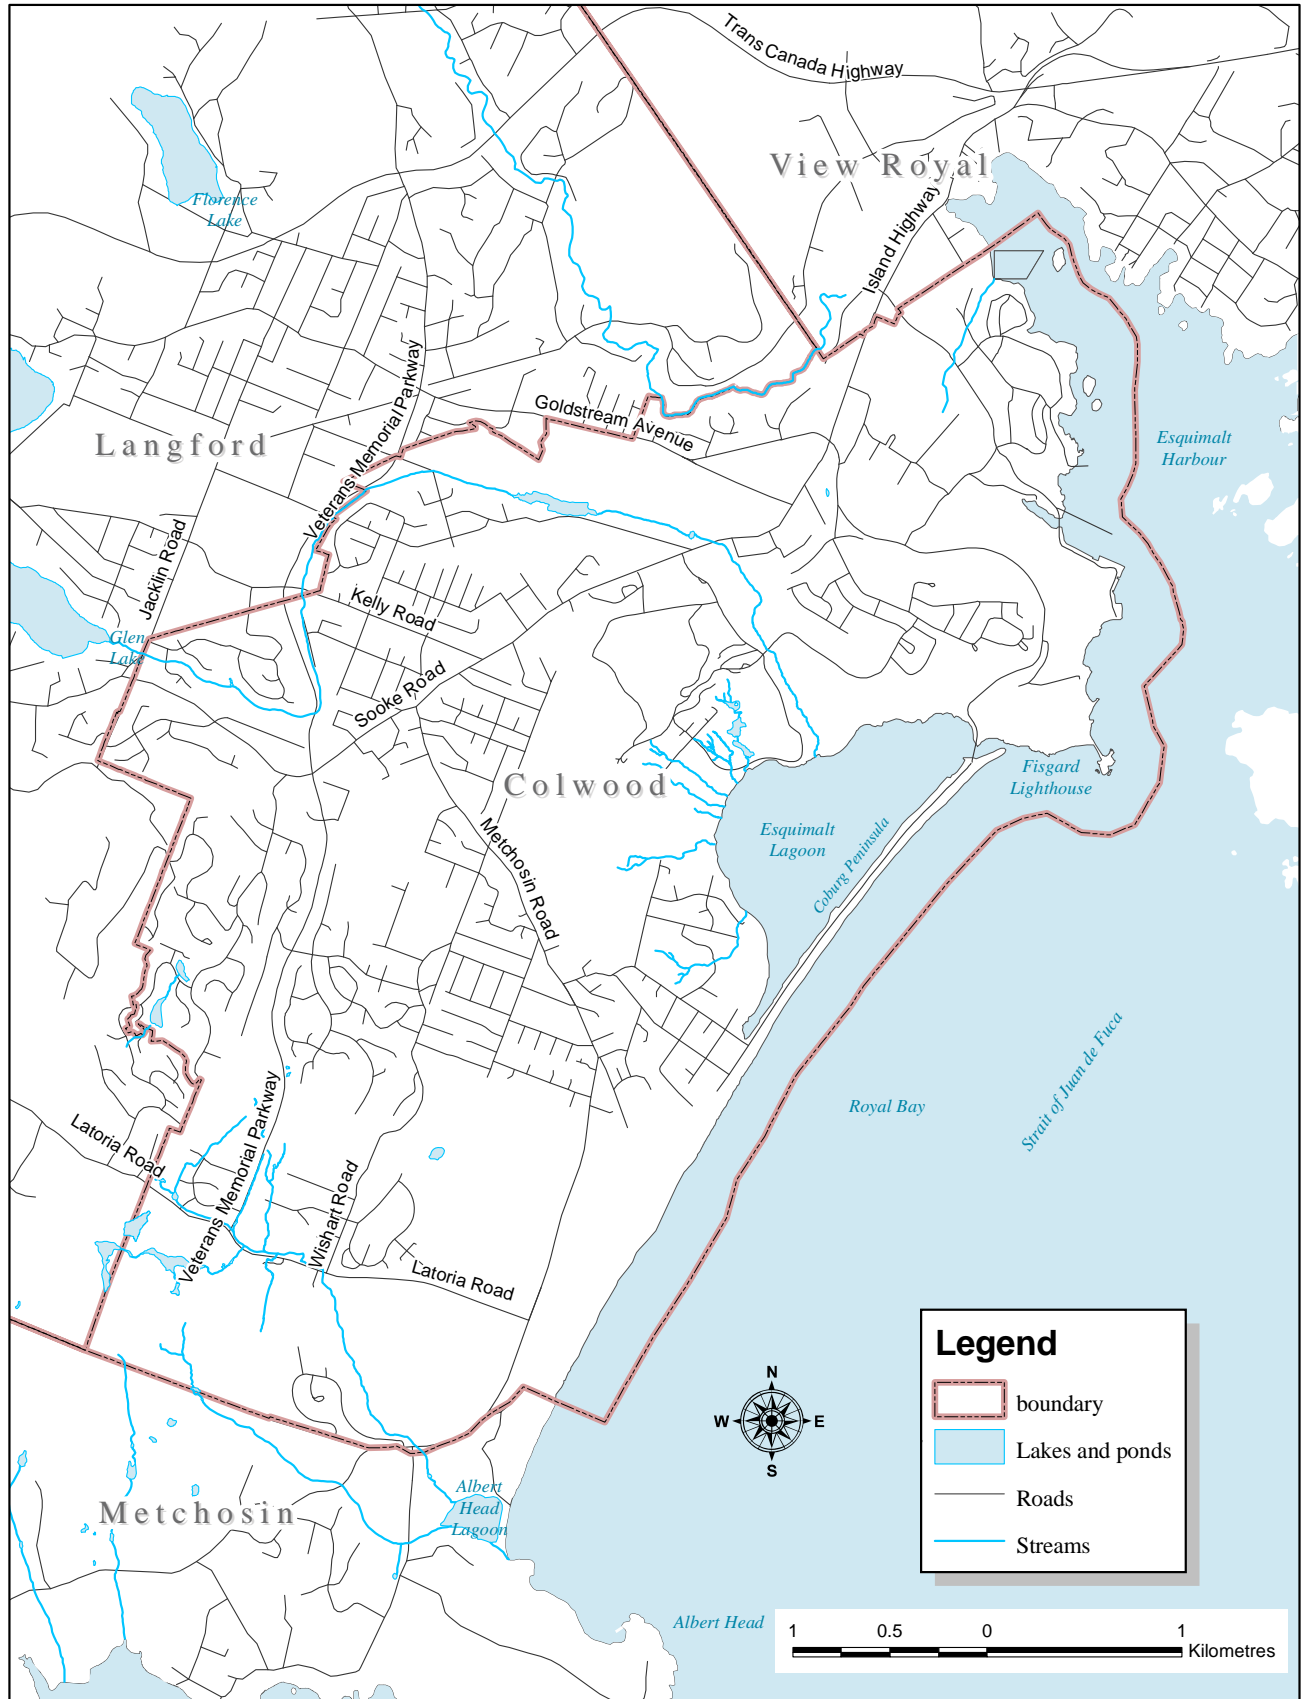 Trans Canada Highway
View Royal
Florence
Lake
Island Highway
Veterans Memorial Parkway
Goldstream Avenue
Langford
Esquimalt
Harbour
Jacklin Road
Kelly Road
Glen
Lake
Sooke Road
Colwood
Fisgard
Lighthouse
Metchosin Road
Esquimalt
Lagoon
Coburg Peninsula
Strait of Juan de Fuca
Royal Bay
Latoria Road
Veterans Memorial Parkway
Wishart Road
Latoria Road
Legend
boundary
Lakes and ponds
Roads
Streams
N
W
E
S
Albert
Head
Lagoon
Metchosin
Albert Head
1 0.5 0 1
Kilometres